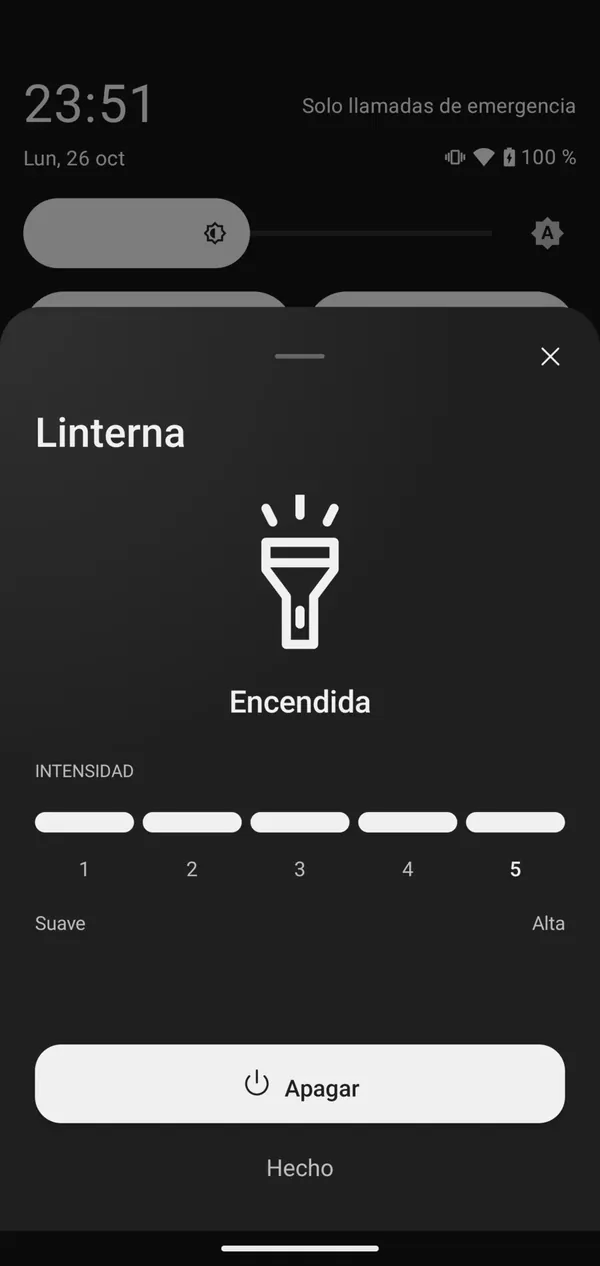 23:51
Solo llamadas de emergencia
Lun, 26 oct
100 %
A
Linterna
Encendida
INTENSIDAD
1 2 3 4 5
Suave Alta
Apagar
Hecho